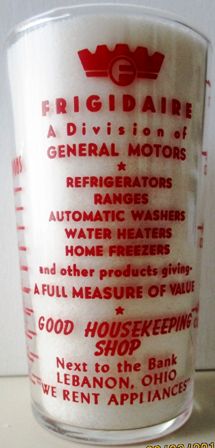 F
FRIGIDAIRE
A Division of
GENERAL MOTORS
★
REFRIGERATORS
RANGES
AUTOMATIC WASHERS
WATER HEATERS
HOME FREEZERS
and other products giving-
A FULL MEASURE OF VALUE
★
GOOD HOUSEKEEPING
SHOP
Next to the Bank
LEBANON, OHIO
"WE RENT APPLIANCES"